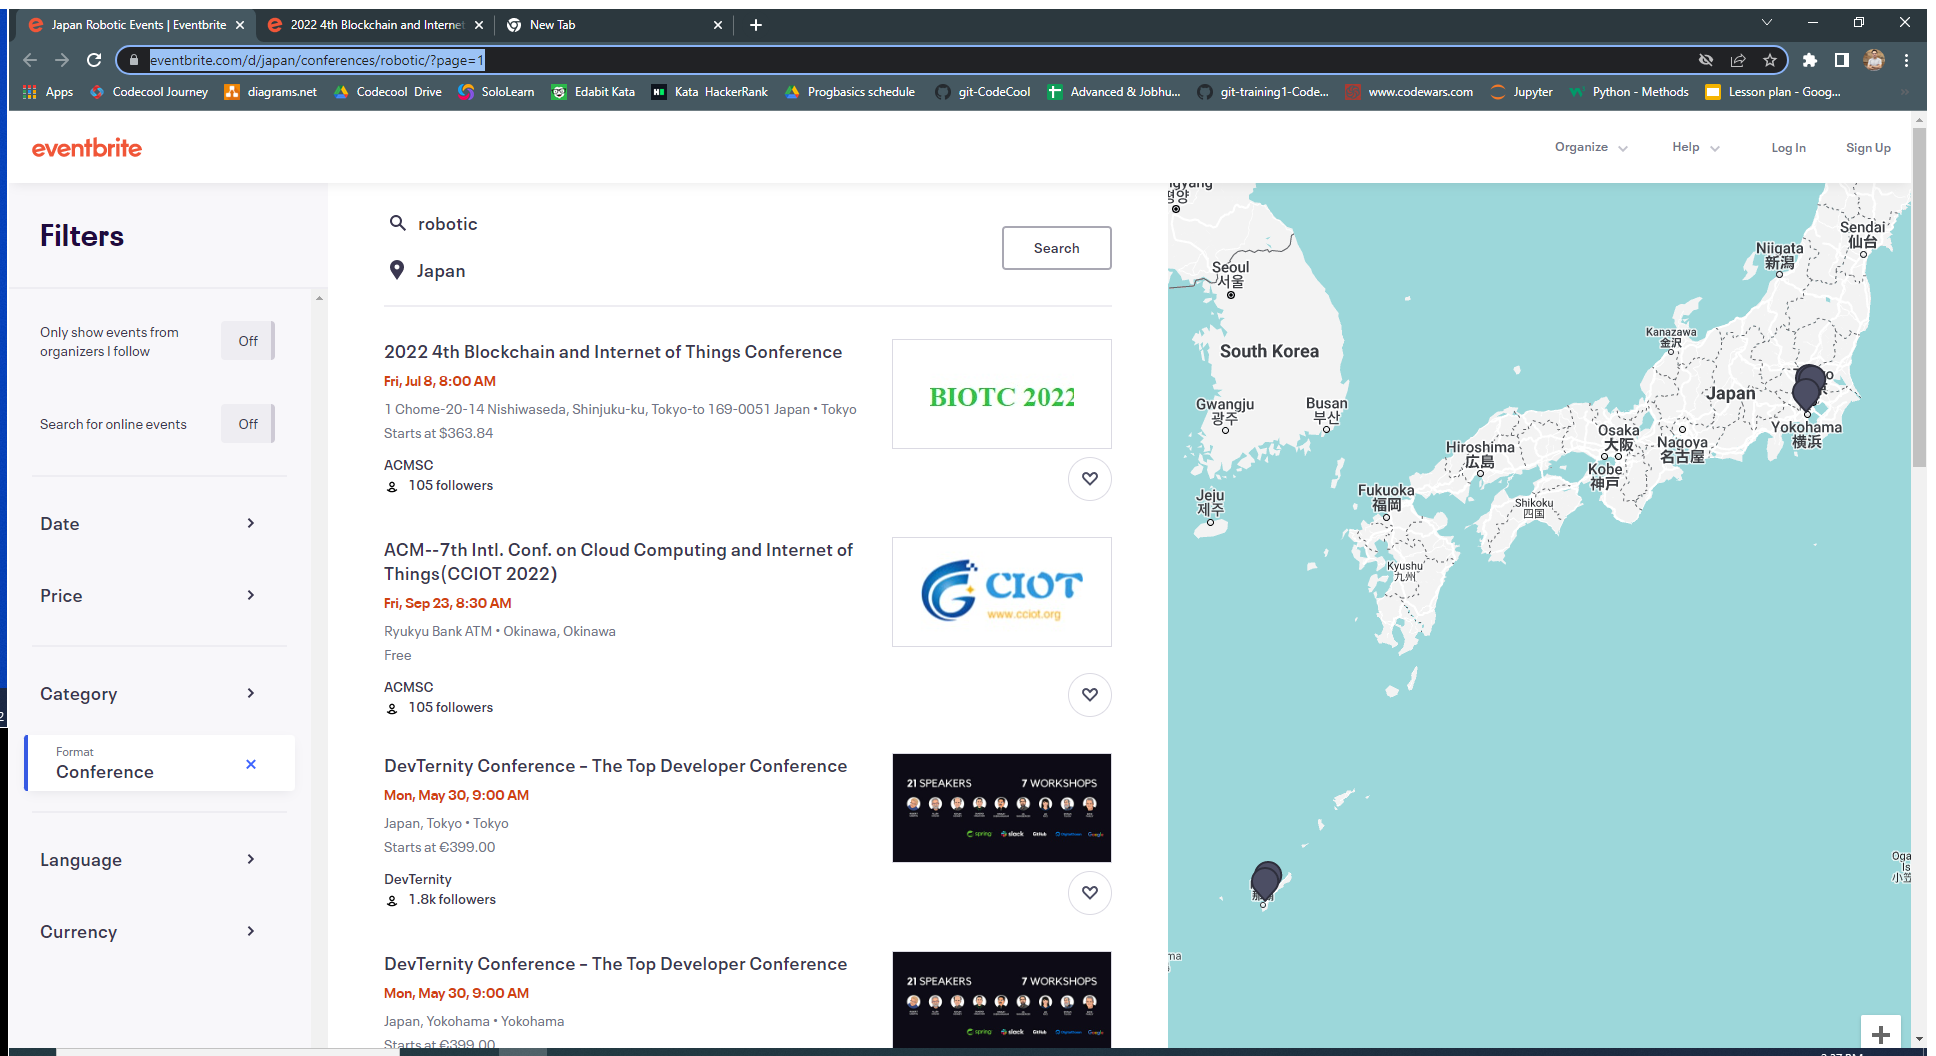 Japan Robotic Events | Eventbrite
2022 4th Blockchain and Internet
New Tab
eventbrite.com/d/japan/conferences/robotic/?page=1
Apps
Codecool Journey
diagrams.net
Codecool Drive
SoloLearn
Edabit Kata
Kata HackerRank
Progbasics schedule
git-CodeCool
Advanced & Jobhu...
git-training1-Code...
www.codewars.com
Jupyter
Python - Methods
Lesson plan - Goog...
eventbrite
Organize
Help
Log In
Sign Up
Filters
Only show events from
organizers I follow
Off
Search for online events
Off
Date
Price
Category
Format
Conference
Language
Currency
robotic
Japan
Search
2022 4th Blockchain and Internet of Things Conference
Fri, Jul 8, 8:00 AM
1 Chome-20-14 Nishiwaseda, Shinjuku-ku, Tokyo-to 169-0051 Japan • Tokyo
Starts at $363.84
ACMSC
105 followers
BIOTC 2022
ACM--7th Intl. Conf. on Cloud Computing and Internet of
Things(CCIOT 2022)
Fri, Sep 23, 8:30 AM
Ryukyu Bank ATM • Okinawa, Okinawa
Free
ACMSC
105 followers
CIOT
www.cciot.org
DevTernity Conference – The Top Developer Conference
Mon, May 30, 9:00 AM
Japan, Tokyo • Tokyo
Starts at €399.00
DevTernity
1.8k followers
21 SPEAKERS
7 WORKSHOPS
spring
slack
GitHub
Google
DevTernity Conference – The Top Developer Conference
Mon, May 30, 9:00 AM
Japan, Yokohama • Yokohama
Starts at €399.00
21 SPEAKERS
7 WORKSHOPS
spring
slack
GitHub
Google
Seoul
서울
South Korea
Gwangju
광주
Busan
부산
Jeju
제주
Fukuoka
福岡
Hiroshima
広島
Kyushu
九州
Shikoku
四国
Osaka
大阪
Kobe
神戸
Nagoya
名古屋
Kanazawa
金沢
Niigata
新潟
Sendai
仙台
Japan
Yokohama
横浜